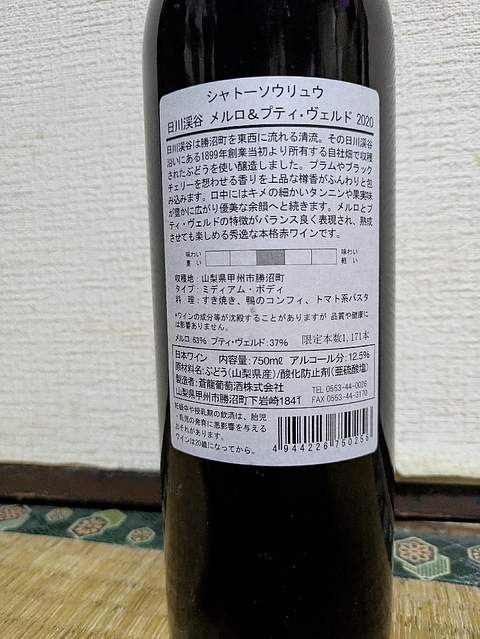 シャトーソウリュウ
日川渓谷 メルロ&プティ・ヴェルド 2020
日川渓谷は勝沼町を東西に流れる清流。その日川渓谷
沿いにある1899年創業当初より所有する自社畑で収穫
されたぶどうを使い醸造しました。プラムやブラック
チェリーを想わせる香りを上品な樽香がふんわりと包
み込みます。口中にはキメの細かいタンニンや果実味
が豊かに広がり優美な余韻へと続きます。メルロとプ
ティ・ヴェルドの特徴がバランス良く表現され、熟成
させても楽しめる秀逸な本格赤ワインです。
味わい 重い 味わい 軽い
収穫地：山梨県甲州市勝沼町
タイプ：ミディアム・ボディ
料 理：すき焼き、鴨のコンフィ、トマト系パスタ
*ワインの成分等が沈殿することがありますが 品質や健康に
は影響ありません。
メルロ:63% プティ・ヴェルド:37% 限定本数1,171本
日本ワイン 内容量:750mℓ アルコール分:12.5%
原材料名:ぶどう(山梨県産)/酸化防止剤(亜硫酸塩)
製造者:蒼龍葡萄酒株式会社 TEL 0553-44-0026
山梨県甲州市勝沼町下岩崎1841 FAX 0553-44-3170
妊娠中や授乳期の飲酒は、胎児
・乳児の発育に悪影響を与える
おそれがあります。
ワインは20歳になってから。
4944226750256